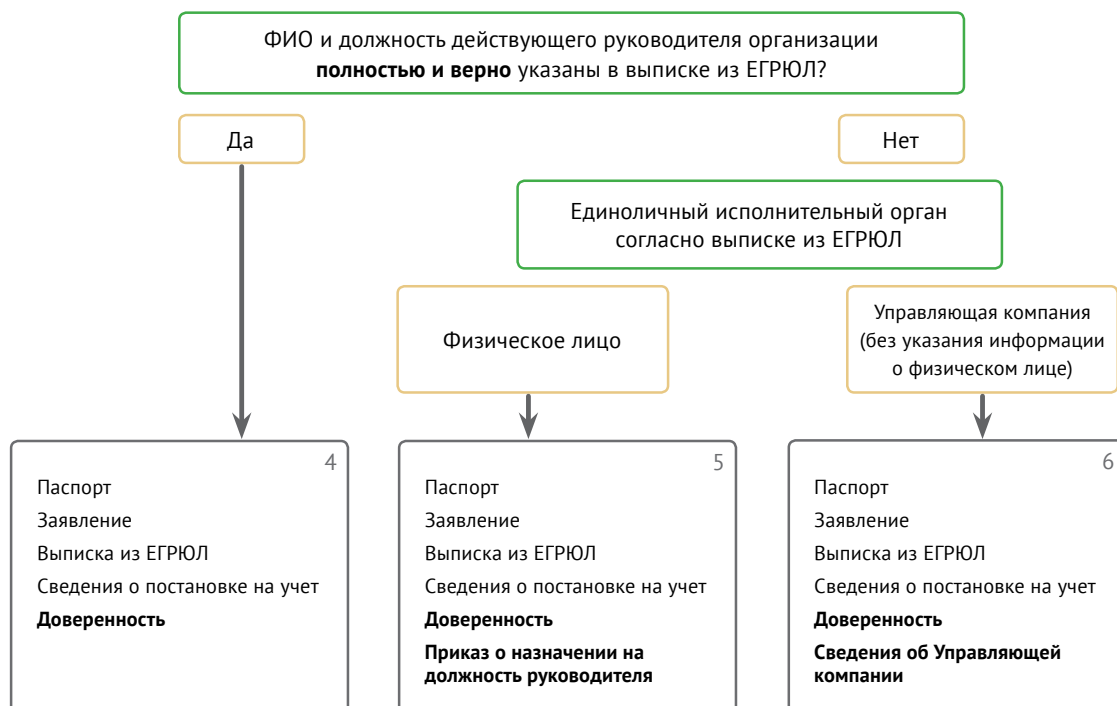 ФИО и должность действующего руководителя организации
полностью и верно указаны в выписке из ЕГРЮЛ?
Да
Нет
Единоличный исполнительный орган
согласно выписке из ЕГРЮЛ
Физическое лицо
Управляющая компания
(без указания информации
о физическом лице)
4
Паспорт
Заявление
Выписка из ЕГРЮЛ
Сведения о постановке на учет
Доверенность
5
Паспорт
Заявление
Выписка из ЕГРЮЛ
Сведения о постановке на учет
Доверенность
Приказ о назначении на
должность руководителя
6
Паспорт
Заявление
Выписка из ЕГРЮЛ
Сведения о постановке на учет
Доверенность
Сведения об Управляющей
компании